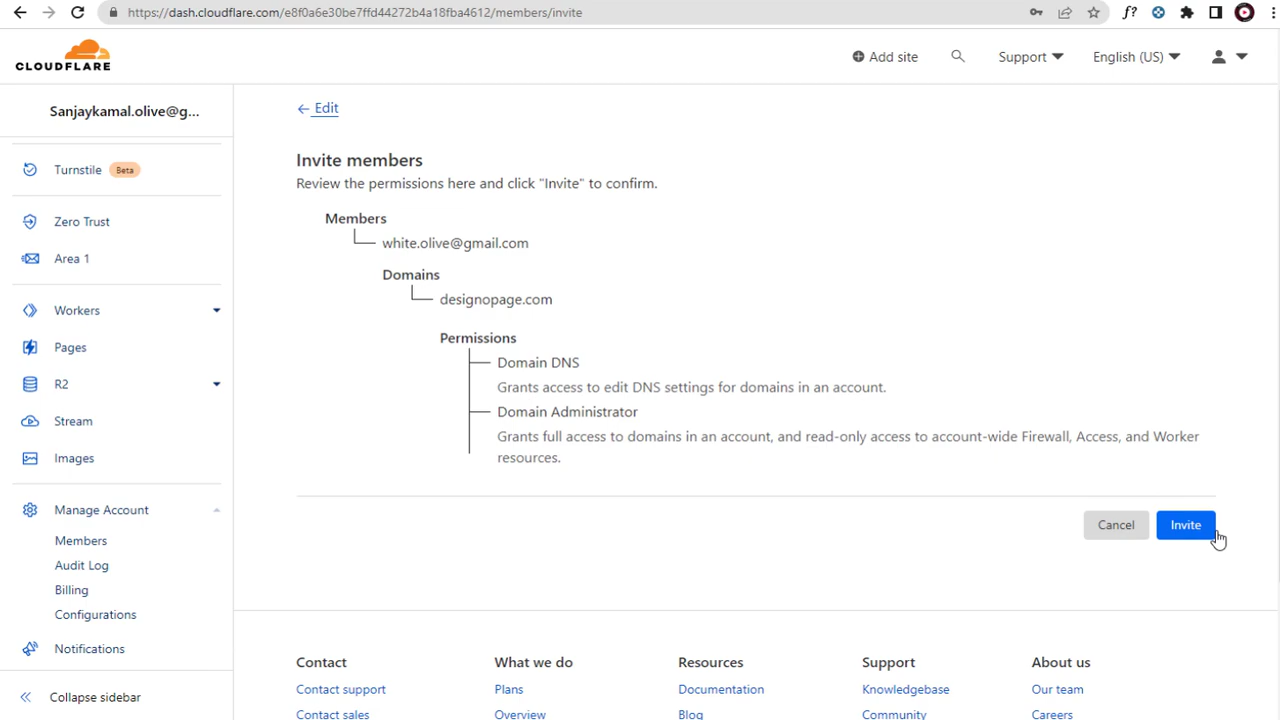 https://dash.cloudflare.com/e8f0a6e30be7ffd44272b4a18fba4612/members/invite
f?
CLOUDFLARE
Add site
Support
English (US)
Sanjaykamal.olive@g...
Turnstile Beta
Zero Trust
Area 1
Workers
Pages
R2
Stream
Images
Manage Account
Members
Audit Log
Billing
Configurations
Notifications
Collapse sidebar
← Edit
Invite members
Review the permissions here and click "Invite" to confirm.
Members
white.olive@gmail.com
Domains
designopage.com
Permissions
Domain DNS
Grants access to edit DNS settings for domains in an account.
Domain Administrator
Grants full access to domains in an account, and read-only access to account-wide Firewall, Access, and Worker
resources.
Cancel
Invite
Contact
Contact support
Contact sales
What we do
Plans
Overview
Resources
Documentation
Blog
Support
Knowledgebase
Community
About us
Our team
Careers